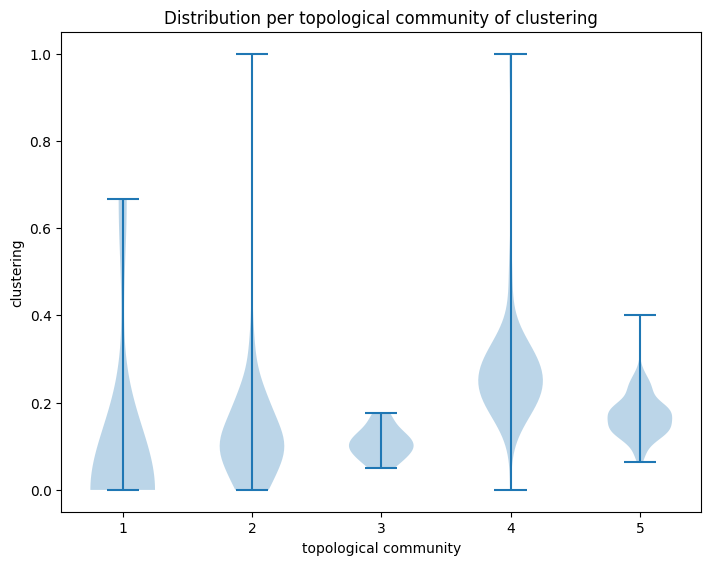 Distribution per topological community of clustering
1.0
0.8
0.6
0.4
0.2
0.0
clustering
1 2 3 4 5
topological community